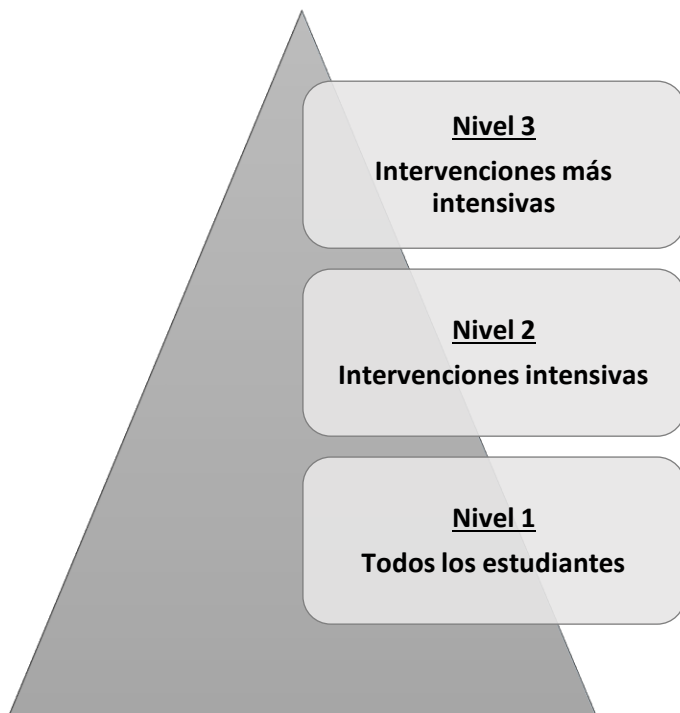 Nivel 3
Intervenciones más
intensivas
Nivel 2
Intervenciones intensivas
Nivel 1
Todos los estudiantes